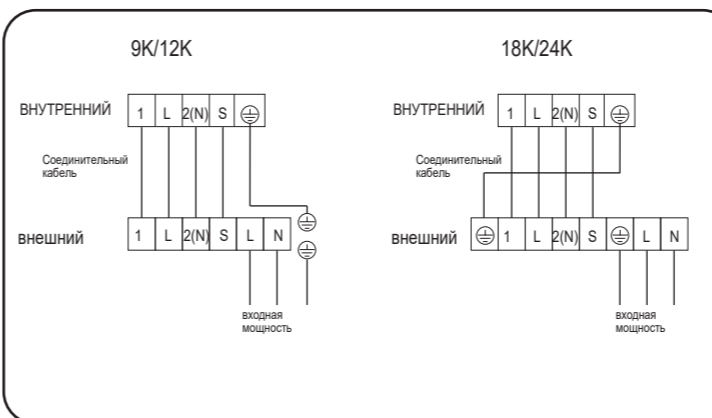 9K/12K
ВНУТРЕННИЙ
1 L 2(N) S
Соединительный
кабель
внешний
1 L 2(N) S L N
входная
мощность
18K/24K
ВНУТРЕННИЙ
1 L 2(N) S
Соединительный
кабель
внешний
1 L 2(N) S L N
входная
мощность